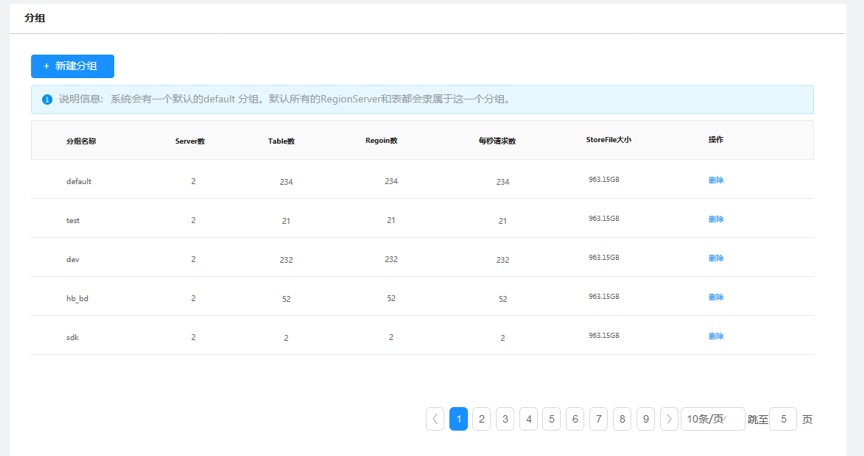 分组
+ 新建分组
说明信息: 系统会有一个默认的default 分组。默认所有的RegionServer和表都会隶属于这一个分组。
分组名称 Server数 Table数 Regoin数 每秒请求数 StoreFile大小 操作
default 2 234 234 234 963.15GB 删除
test 2 21 21 21 963.15GB 删除
dev 2 232 232 232 963.15GB 删除
hb_bd 2 52 52 52 963.15GB 删除
sdk 2 2 2 2 963.15GB 删除
1 2 3 4 5 6 7 8 9 10条/页 跳至 5 页